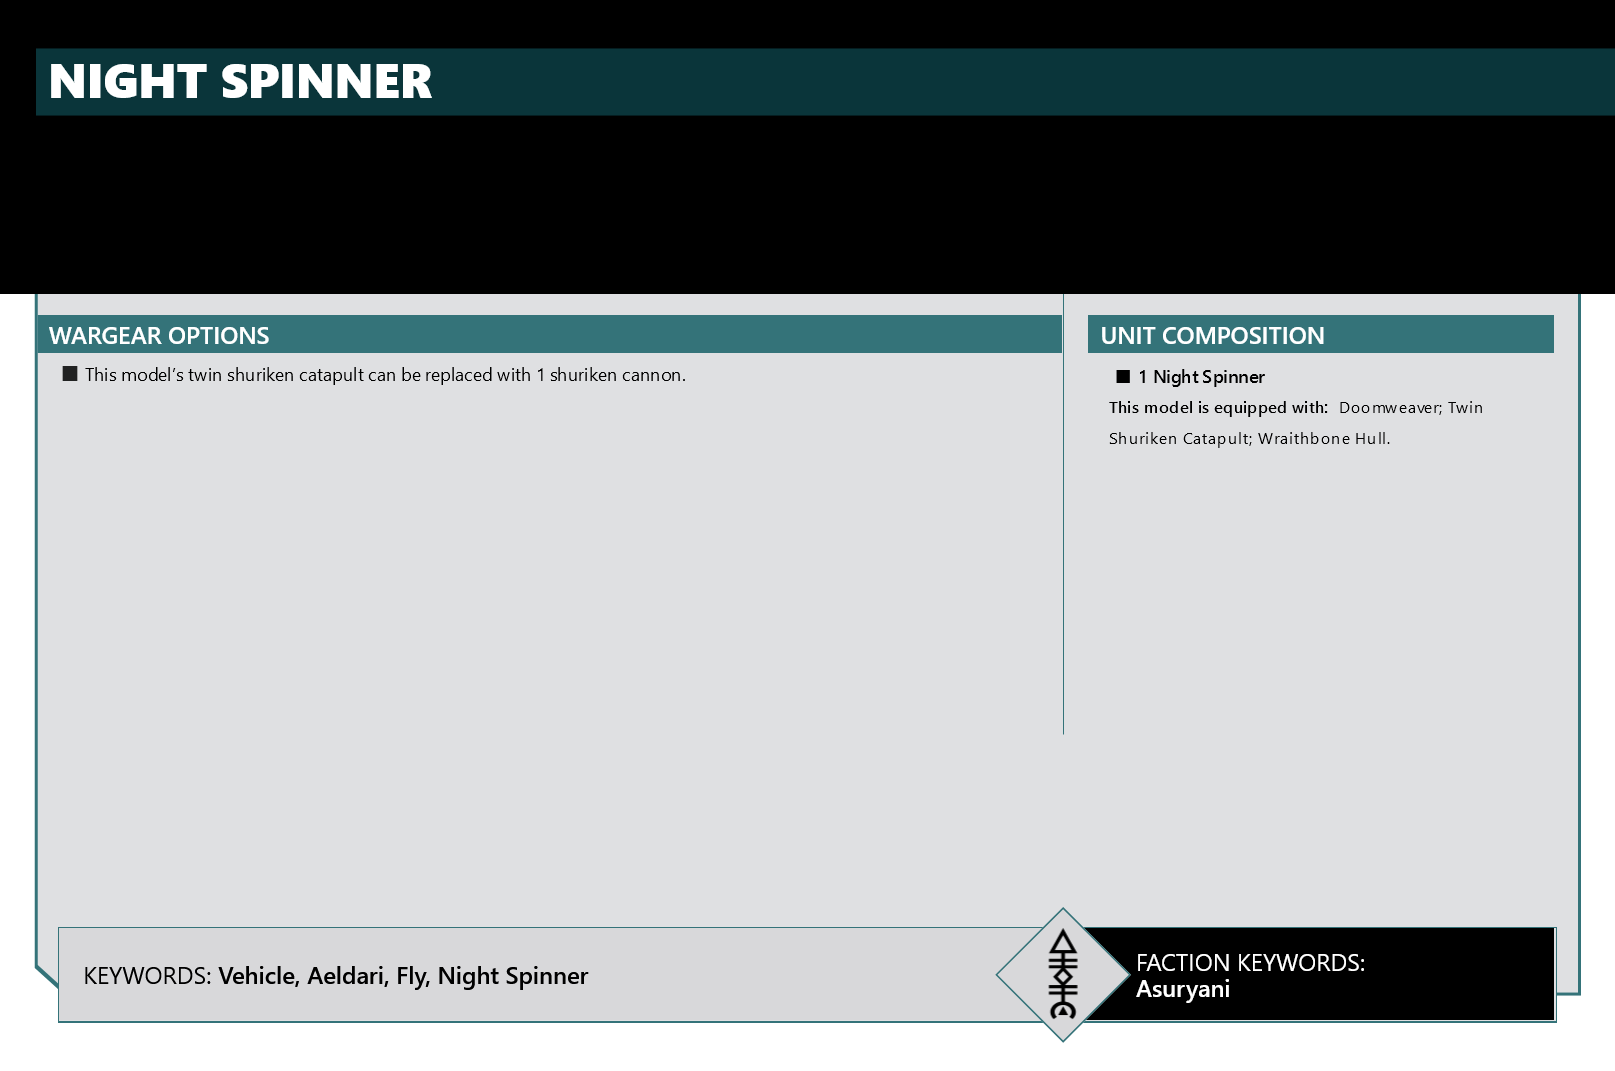 NIGHT SPINNER
WARGEAR OPTIONS
■ This model’s twin shuriken catapult can be replaced with 1 shuriken cannon.
UNIT COMPOSITION
■ 1 Night Spinner
This model is equipped with: Doomweaver; Twin
Shuriken Catapult; Wraithbone Hull.
KEYWORDS: Vehicle, Aeldari, Fly, Night Spinner
FACTION KEYWORDS:
Asuryani